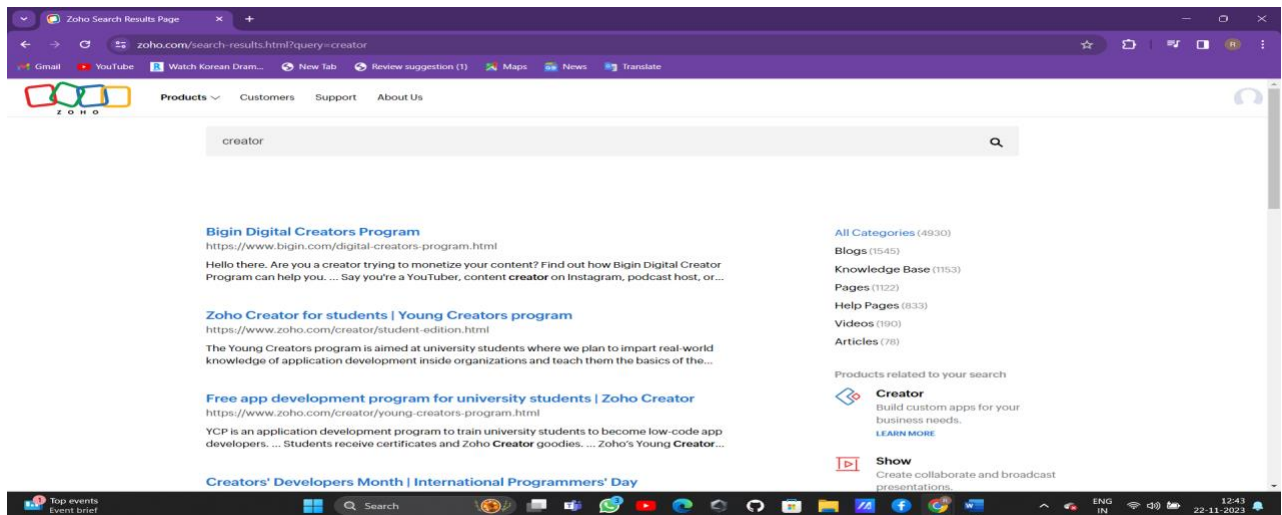 Zoho Search Results Page
zoho.com/search-results.html?query=creator
R
Gmail YouTube Watch Korean Dram... New Tab Review suggestion (1) Maps News Translate
ZOHO
Products Customers Support About Us
creator
Bigin Digital Creators Program
https://www.bigin.com/digital-creators-program.html
Hello there. Are you a creator trying to monetize your content? Find out how Bigin Digital Creator
Program can help you. ... Say you're a YouTuber, content creator on Instagram, podcast host, or...
Zoho Creator for students | Young Creators program
https://www.zoho.com/creator/student-edition.html
The Young Creators program is aimed at university students where we plan to impart real-world
knowledge of application development inside organizations and teach them the basics of the...
Free app development program for university students | Zoho Creator
https://www.zoho.com/creator/young-creators-program.html
YCP is an application development program to train university students to become low-code app
developers. ... Students receive certificates and Zoho Creator goodies. ... Zoho's Young Creator...
Creators' Developers Month | International Programmers' Day
All Categories (4930)
Blogs (1545)
Knowledge Base (1153)
Pages (1122)
Help Pages (833)
Videos (190)
Articles (78)
Products related to your search
Creator
Build custom apps for your
business needs.
LEARN MORE
Show
Create collaborate and broadcast
presentations.
1
Top events
Event brief
Search
ENG
IN
12:43
22-11-2023